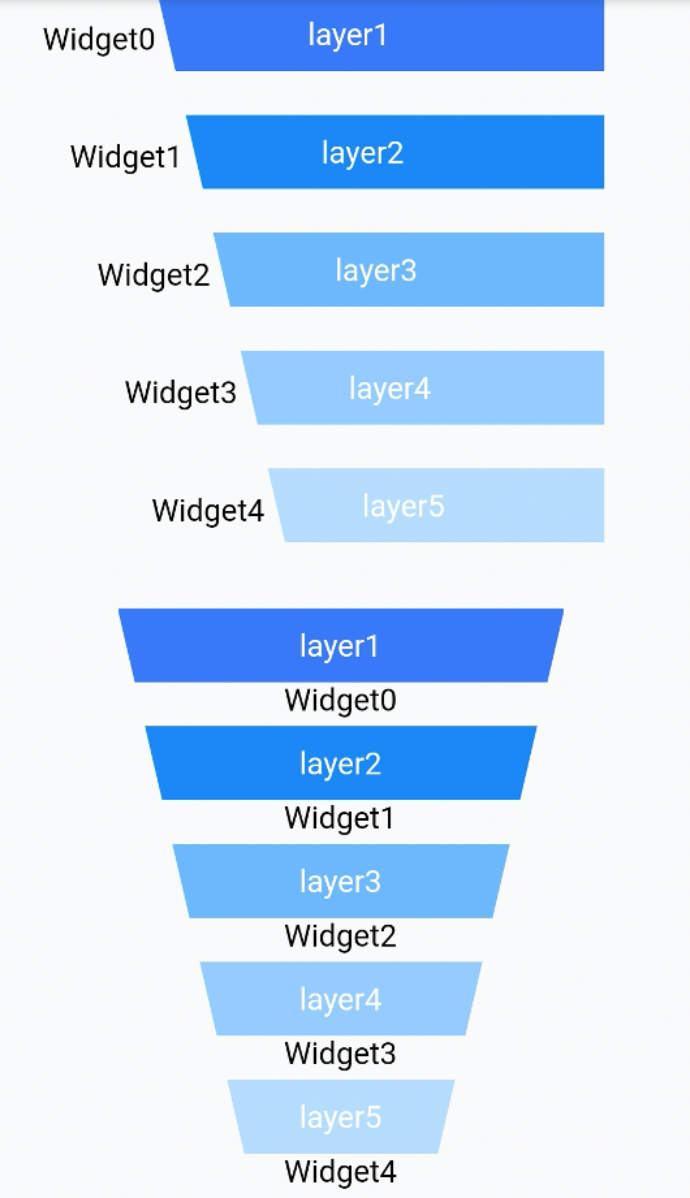 Widget0 layer1
Widget1 layer2
Widget2 layer3
Widget3 layer4
Widget4 layer5
layer1
Widget0
layer2
Widget1
layer3
Widget2
layer4
Widget3
layer5
Widget4